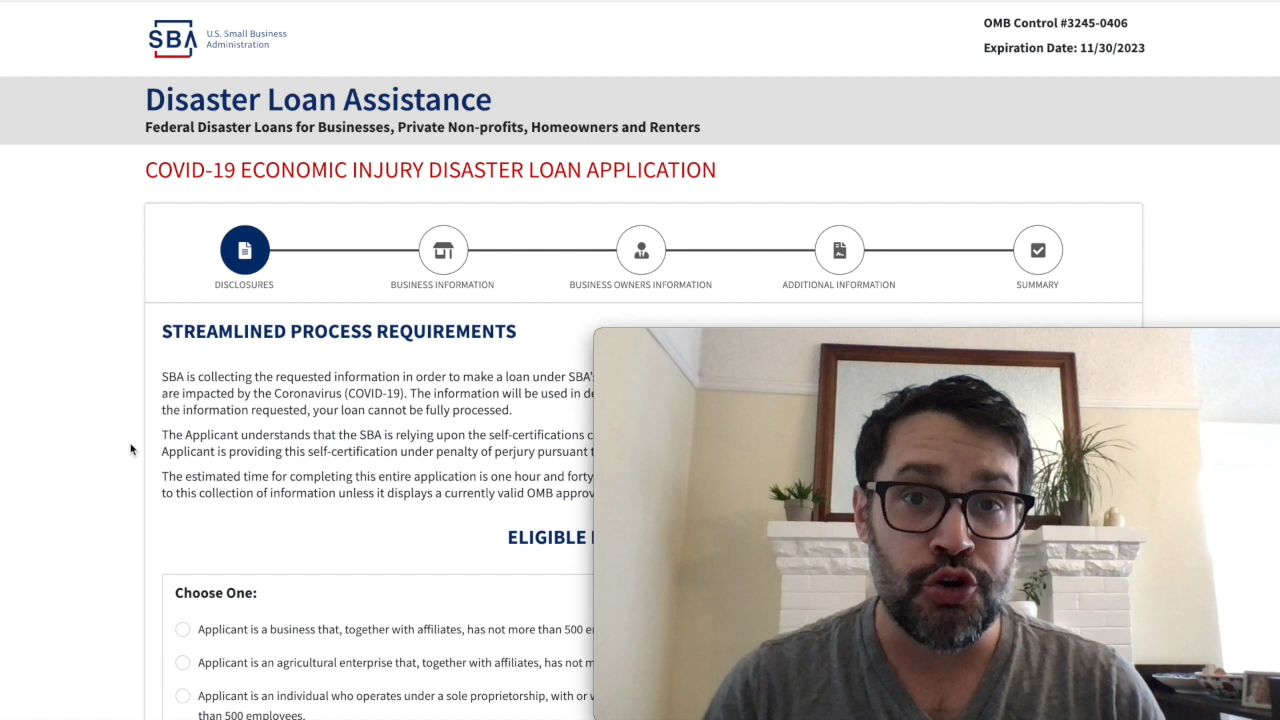 SBA
U.S. Small Business
Administration
OMB Control #3245-0406
Expiration Date: 11/30/2023
Disaster Loan Assistance
Federal Disaster Loans for Businesses, Private Non-profits, Homeowners and Renters
COVID-19 ECONOMIC INJURY DISASTER LOAN APPLICATION
DISCLOSURES
BUSINESS INFORMATION
BUSINESS OWNERS INFORMATION
ADDITIONAL INFORMATION
SUMMARY
STREAMLINED PROCESS REQUIREMENTS
SBA is collecting the requested information in order to make a loan under SBA'
are impacted by the Coronavirus (COVID-19). The information will be used in
the information requested, your loan cannot be fully processed.
The Applicant understands that the SBA is relying upon the self-certifications
Applicant is providing this self-certification under penalty of perjury pursuant
The estimated time for completing this entire application is one hour and
to this collection of information unless it displays a currently valid OMB
ELIGIBLE
Choose One:
Applicant is a business that, together with affiliates, has not more than 500
Applicant is an agricultural enterprise that, together with affiliates, has not
Applicant is an individual who operates under a sole proprietorship, with or
than 500 employees.